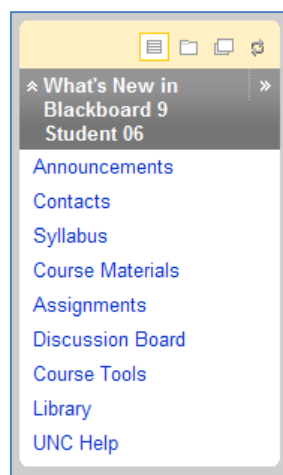 What's New in
Blackboard 9
Student 06
Announcements
Contacts
Syllabus
Course Materials
Assignments
Discussion Board
Course Tools
Library
UNC Help